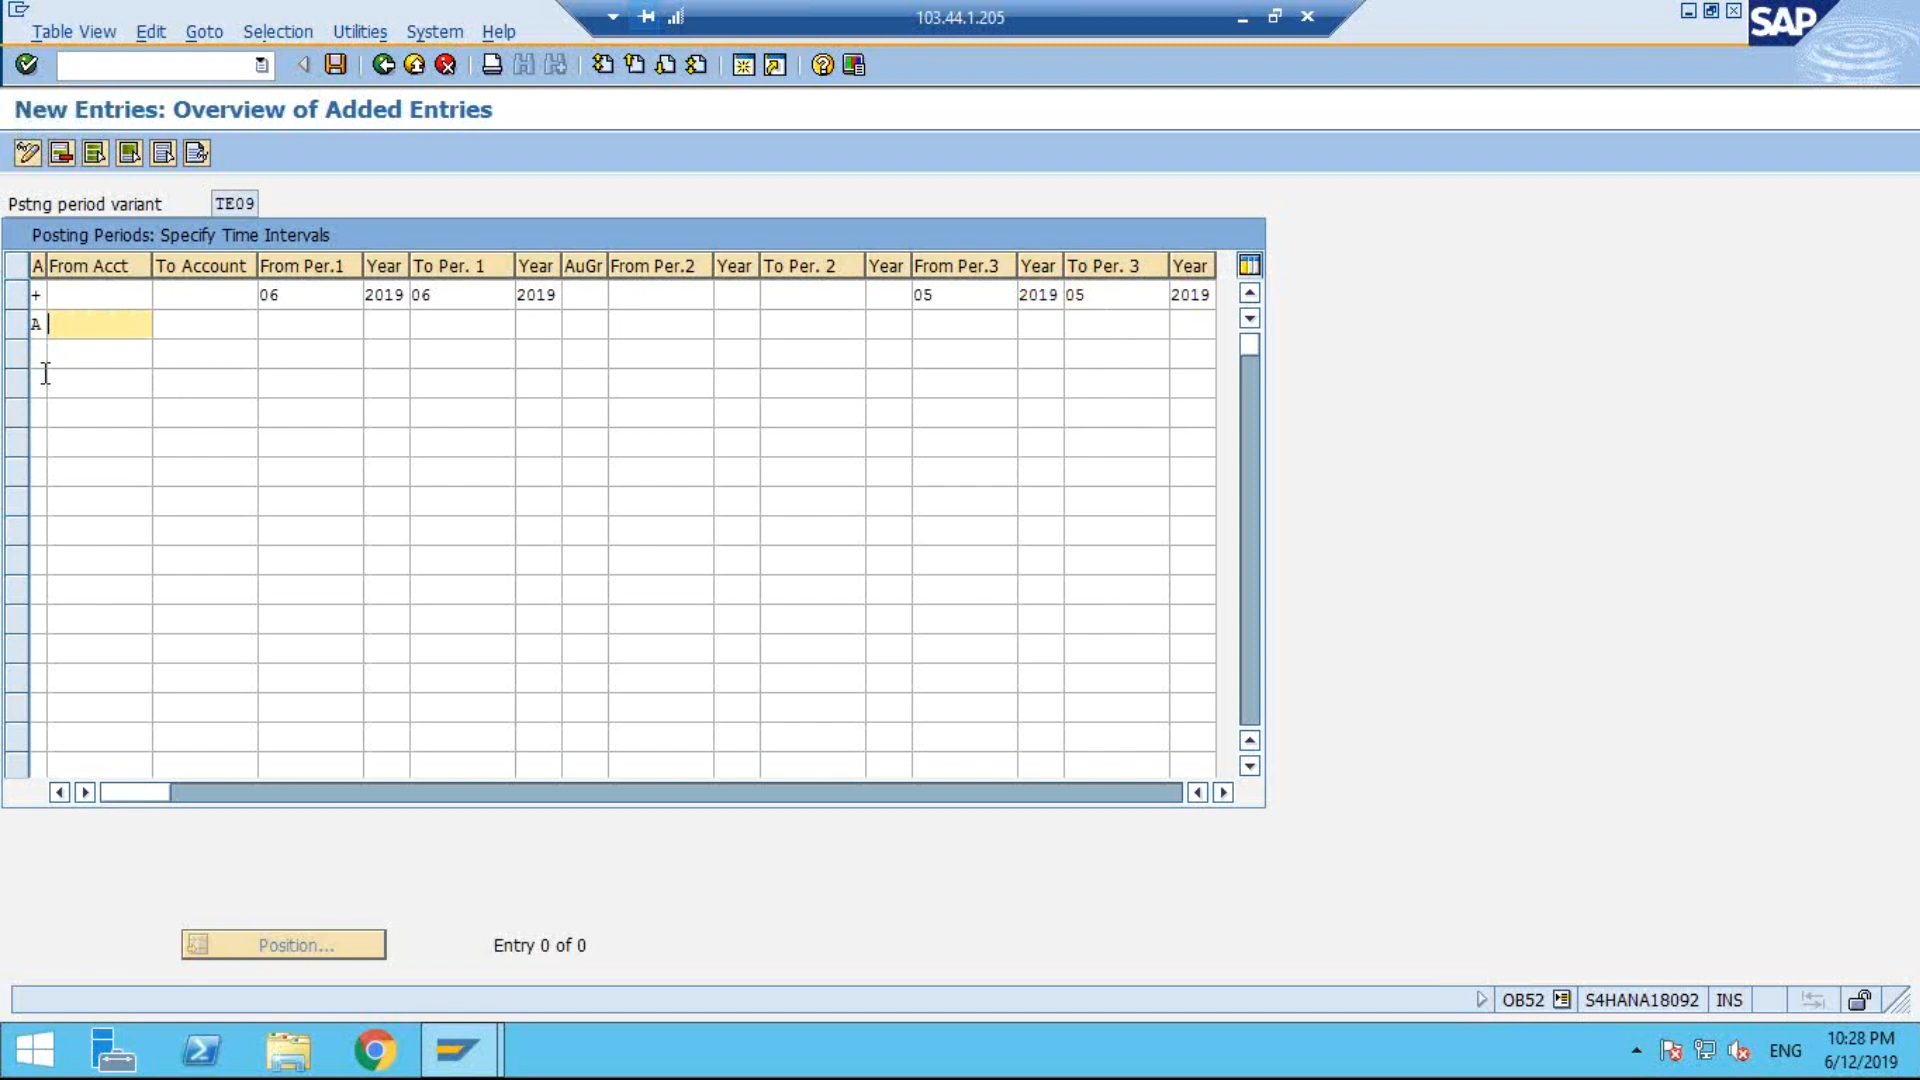 103.44.1.205
Table View Edit Goto Selection Utilities System Help
SAP
New Entries: Overview of Added Entries
Pstng period variant TE09
Posting Periods: Specify Time Intervals
A From Acct To Account From Per.1 Year To Per. 1 Year AuGr From Per.2 Year To Per. 2 Year From Per.3 Year To Per. 3 Year
+ 06 2019 06 2019 05 2019 05 2019
A
Position... Entry 0 of 0
OB52 S4HANA18092 INS
ENG
10:28 PM
6/12/2019